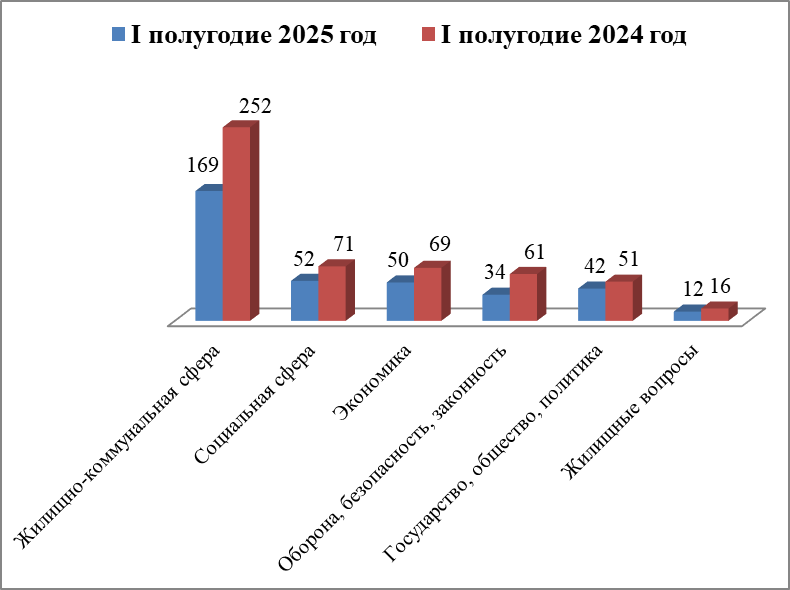 I полугодие 2025 год
I полугодие 2024 год
169
252
52
71
50
69
34
61
42
51
12
16
Жилищно-коммунальная сфера
Социальная сфера
Экономика
Оборона, безопасность, законность
Государство, общество, политика
Жилищные вопросы